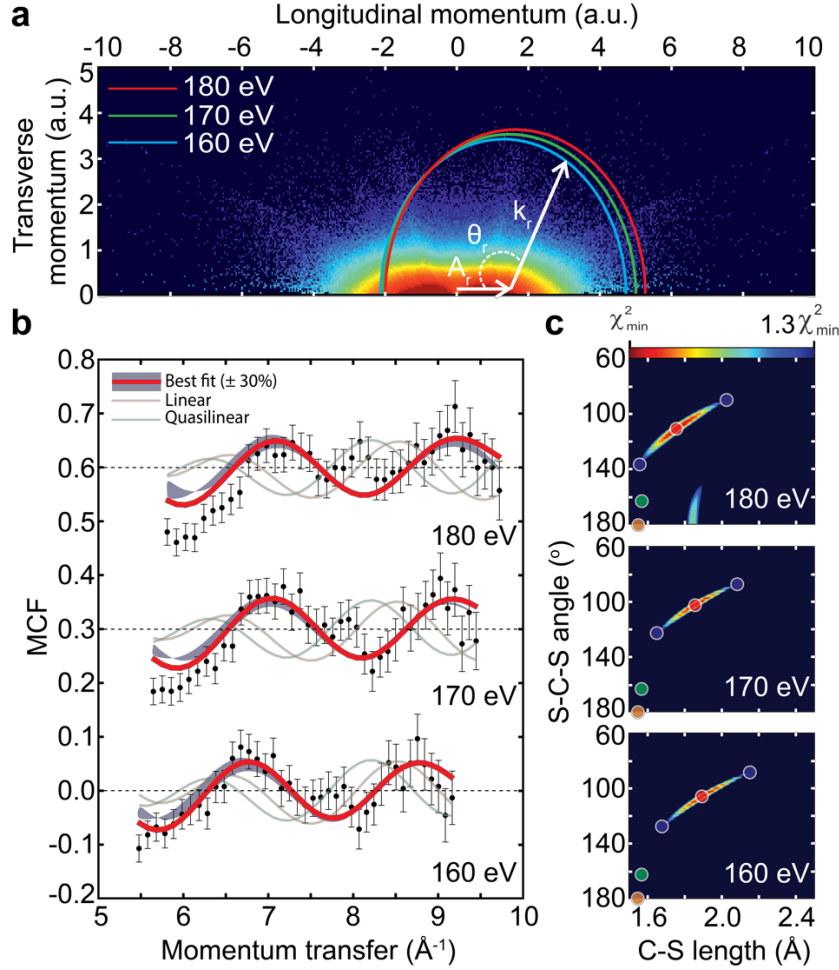 a
Longitudinal momentum (a.u.)
-10 -8 -6 -4 -2 0 2 4 6 8 10
Transverse
momentum (a.u.)
5
4
3
2
1
0
180 eV
170 eV
160 eV
kr
θr
Ar
b
MCF
0.8
0.7
0.6
0.5
0.4
0.3
0.2
0.1
0.0
-0.1
-0.2
Best fit (± 30%)
Linear
Quasilinear
180 eV
170 eV
160 eV
5 6 7 8 9 10
Momentum transfer (Å⁻¹)
c
χ²min 1.3χ²min
S-C-S angle (º)
60
100
140
180
180 eV
60
100
140
180
170 eV
60
100
140
180
160 eV
1.6 2.0 2.4
C-S length (Å)